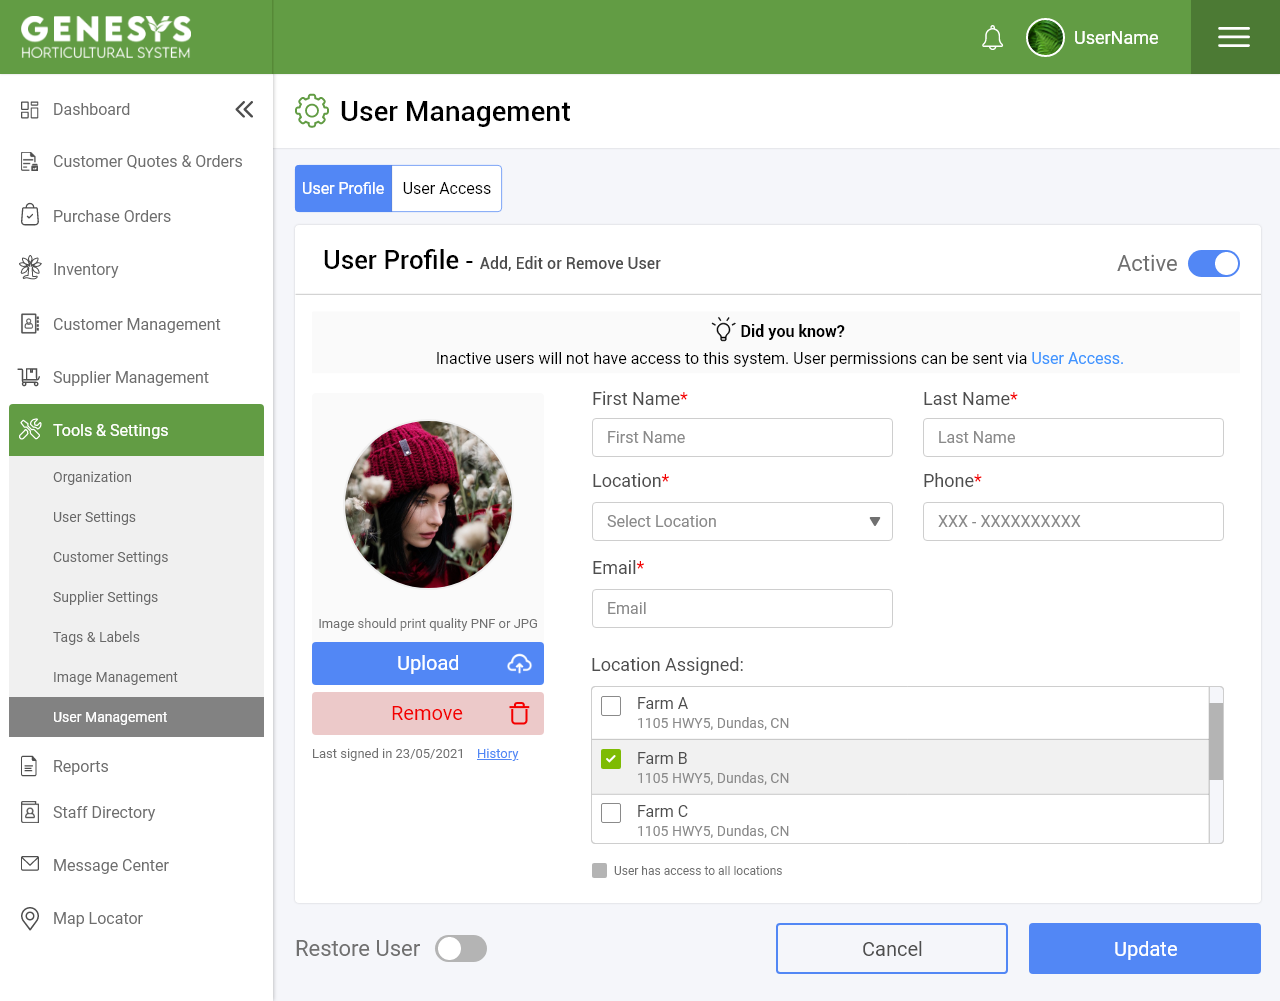 GENESYS
HORTICULTURAL SYSTEM
UserName
Dashboard
Customer Quotes & Orders
Purchase Orders
Inventory
Customer Management
Supplier Management
Tools & Settings
Organization
User Settings
Customer Settings
Supplier Settings
Tags & Labels
Image Management
User Management
Reports
Staff Directory
Message Center
Map Locator
User Management
User Profile
User Access
User Profile - Add, Edit or Remove User
Active
Did you know?
Inactive users will not have access to this system. User permissions can be sent via User Access.
Image should print quality PNF or JPG
Upload
Remove
Last signed in 23/05/2021 History
First Name*
First Name
Last Name*
Last Name
Location*
Select Location
Phone*
XXX - XXXXXXXXXX
Email*
Email
Location Assigned:
Farm A
1105 HWY5, Dundas, CN
Farm B
1105 HWY5, Dundas, CN
Farm C
1105 HWY5, Dundas, CN
User has access to all locations
Restore User
Cancel
Update